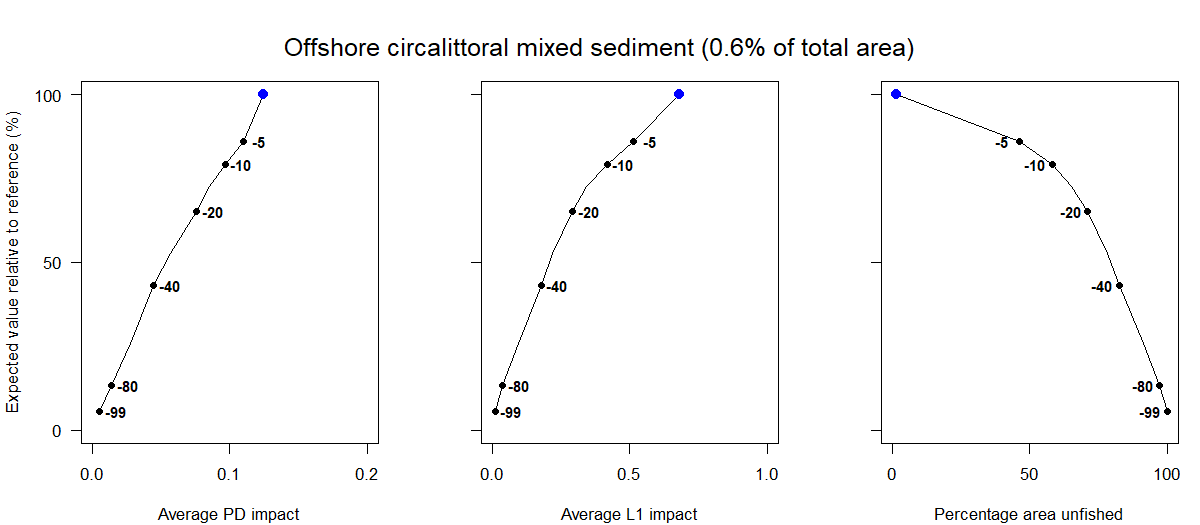 Offshore circalittoral mixed sediment (0.6% of total area)
Expected value relative to reference (%)
100
50
0
-5
-10
-20
-40
-80
-99
0.0 0.1 0.2
Average PD impact
-5
-10
-20
-40
-80
-99
0.0 0.5 1.0
Average L1 impact
-5
-10
-20
-40
-80
-99
0 50 100
Percentage area unfished